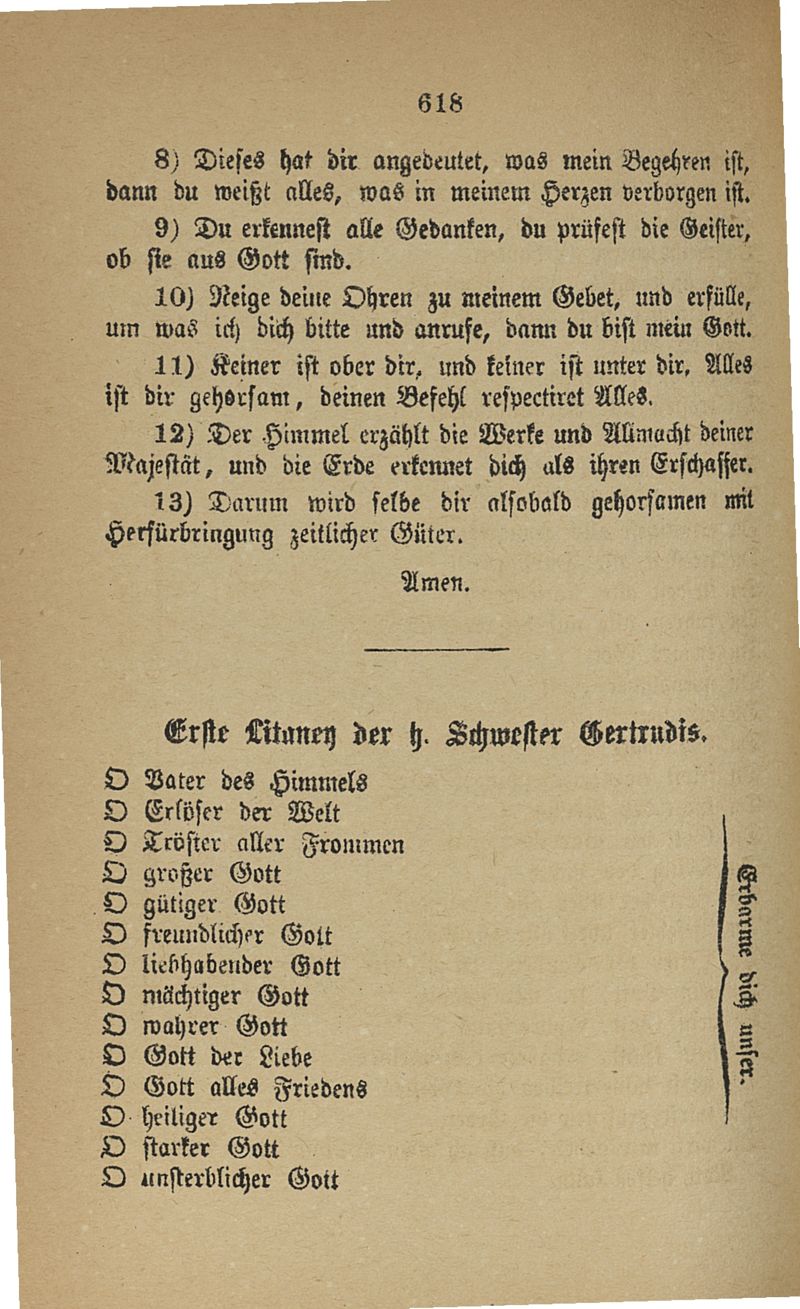 618
8) Dieses hat dir angedeutet, was mein Begehren ist,
dann du weißt alles, was in meinem Herzen verborgen ist.
9) Du erkennest alle Gedanken, du prüfest die Geister,
ob sie aus Gott sind.
10) Neige deine Ohren zu meinem Gebet, und erfülle,
um was ich dich bitte und anrufe, dann du bist mein Gott.
11) Keiner ist ober dir, und keiner ist unter dir, Alles
ist dir gehorsam, deinen Befehl respectiret Alles.
12) Der Himmel erzählt die Werke und Allmacht deiner
Majestät, und die Erde erkennet dich als ihren Erschaffer.
13) Darum wird selbe dir alsobald gehorsamen mit
Herfürbringung zeitlicher Güter.
Amen.
Erste Litaney der h. Schwester Gertrudis.
O Vater des Himmels
O Erlöser der Welt
O Tröster aller Frommen
O großer Gott
O gütiger Gott
O freundlicher Gott
O liebhabender Gott
O mächtiger Gott
O wahrer Gott
O Gott der Liebe
O Gott alles Friedens
O heiliger Gott
O starker Gott
O unsterblicher Gott
Erbarme dich unser.